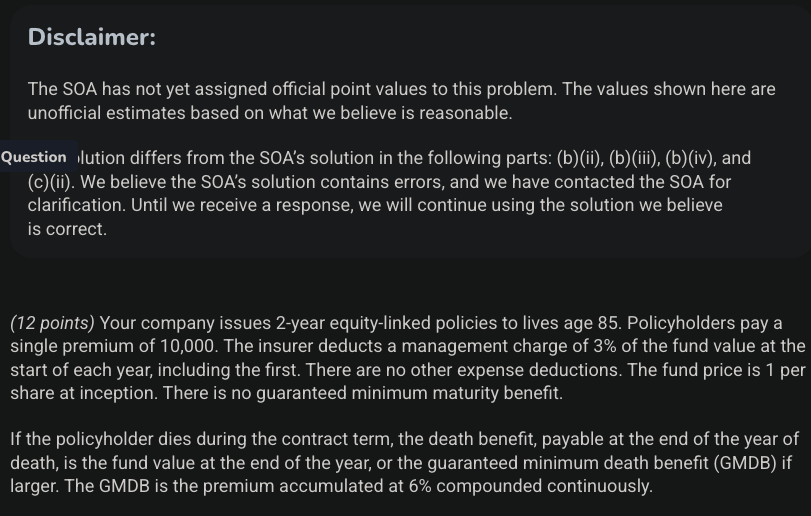 Disclaimer:
The SOA has not yet assigned official point values to this problem. The values shown here are
unofficial estimates based on what we believe is reasonable.
Question lution differs from the SOA’s solution in the following parts: (b)(ii), (b)(iii), (b)(iv), and
(c)(ii). We believe the SOA’s solution contains errors, and we have contacted the SOA for
clarification. Until we receive a response, we will continue using the solution we believe
is correct.
(12 points) Your company issues 2-year equity-linked policies to lives age 85. Policyholders pay a
single premium of 10,000. The insurer deducts a management charge of 3% of the fund value at the
start of each year, including the first. There are no other expense deductions. The fund price is 1 per
share at inception. There is no guaranteed minimum maturity benefit.
If the policyholder dies during the contract term, the death benefit, payable at the end of the year of
death, is the fund value at the end of the year, or the guaranteed minimum death benefit (GMDB) if
larger. The GMDB is the premium accumulated at 6% compounded continuously.